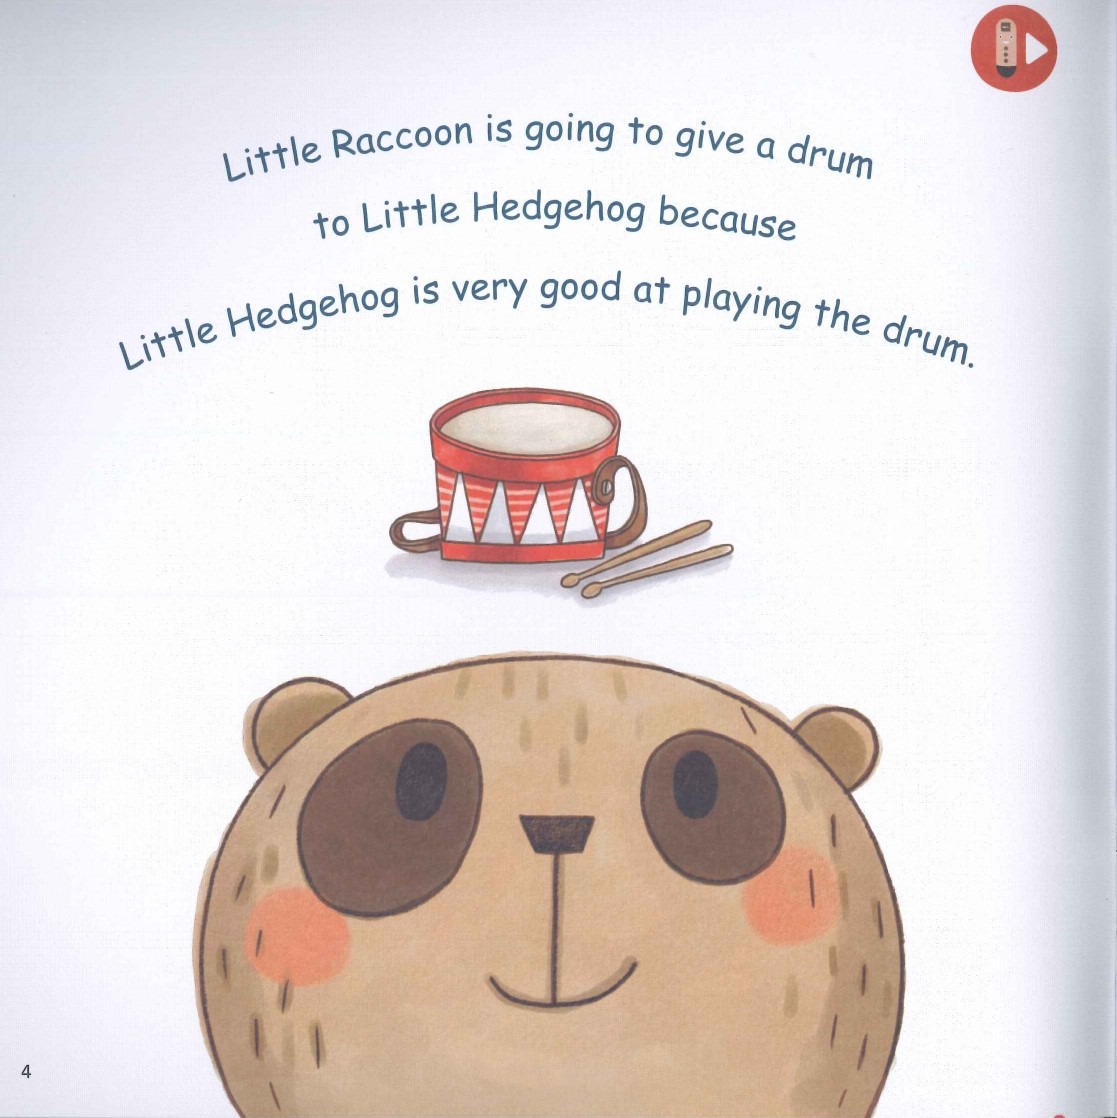 Little Raccoon is going to give a drum
to Little Hedgehog because
Little Hedgehog is very good at playing the drum.
4